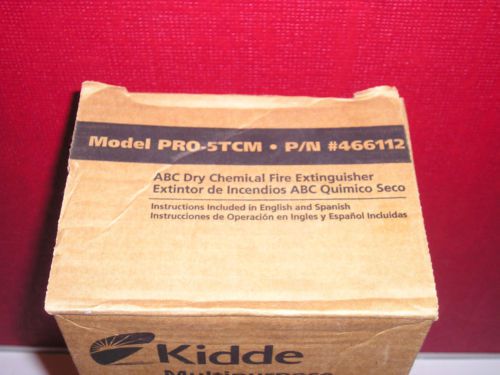 Model PRO-5TCM • P/N #466112
ABC Dry Chemical Fire Extinguisher
Extintor de Incendios ABC Quimico Seco
Instructions Included in English and Spanish
Instrucciones de Operación en Ingles y Español Incluidas
Kidde